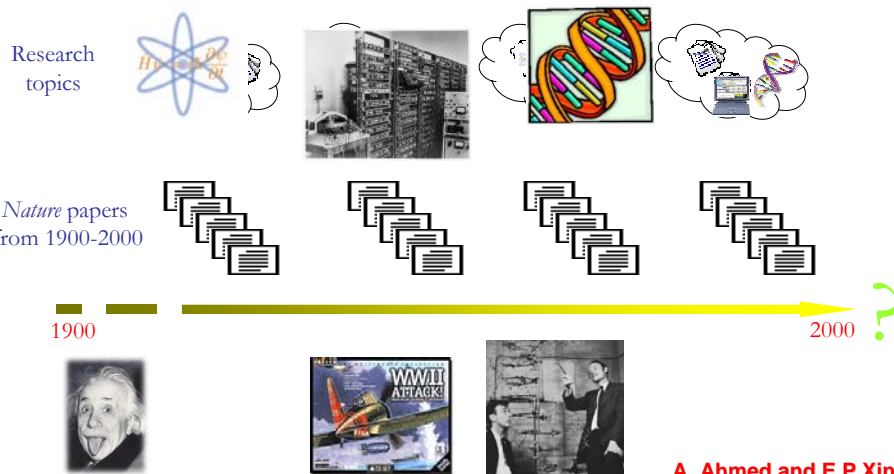 Research
topics
Nature papers
from 1900-2000
1900
2000
?
WWII
ATTACK!
A. Ahmed and E.P. Xin